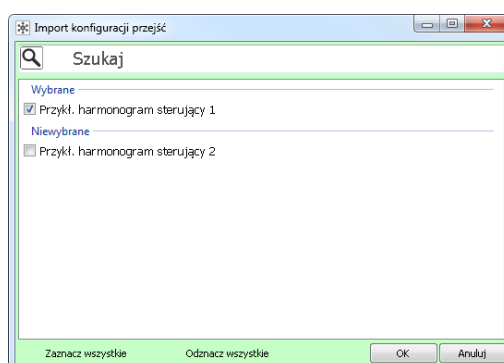 Import konfiguracji przejść
Szukaj
Wybrane
Przykł. harmonogram sterujący 1
Niewybrane
Przykł. harmonogram sterujący 2
Zaznacz wszystkie Odznacz wszystkie OK Anuluj